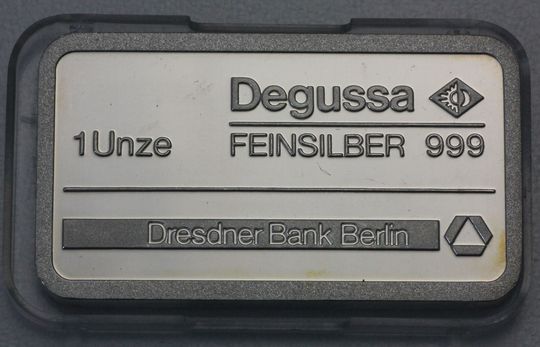 Degussa
1 Unze FEINSILBER 999
Dresdner Bank Berlin